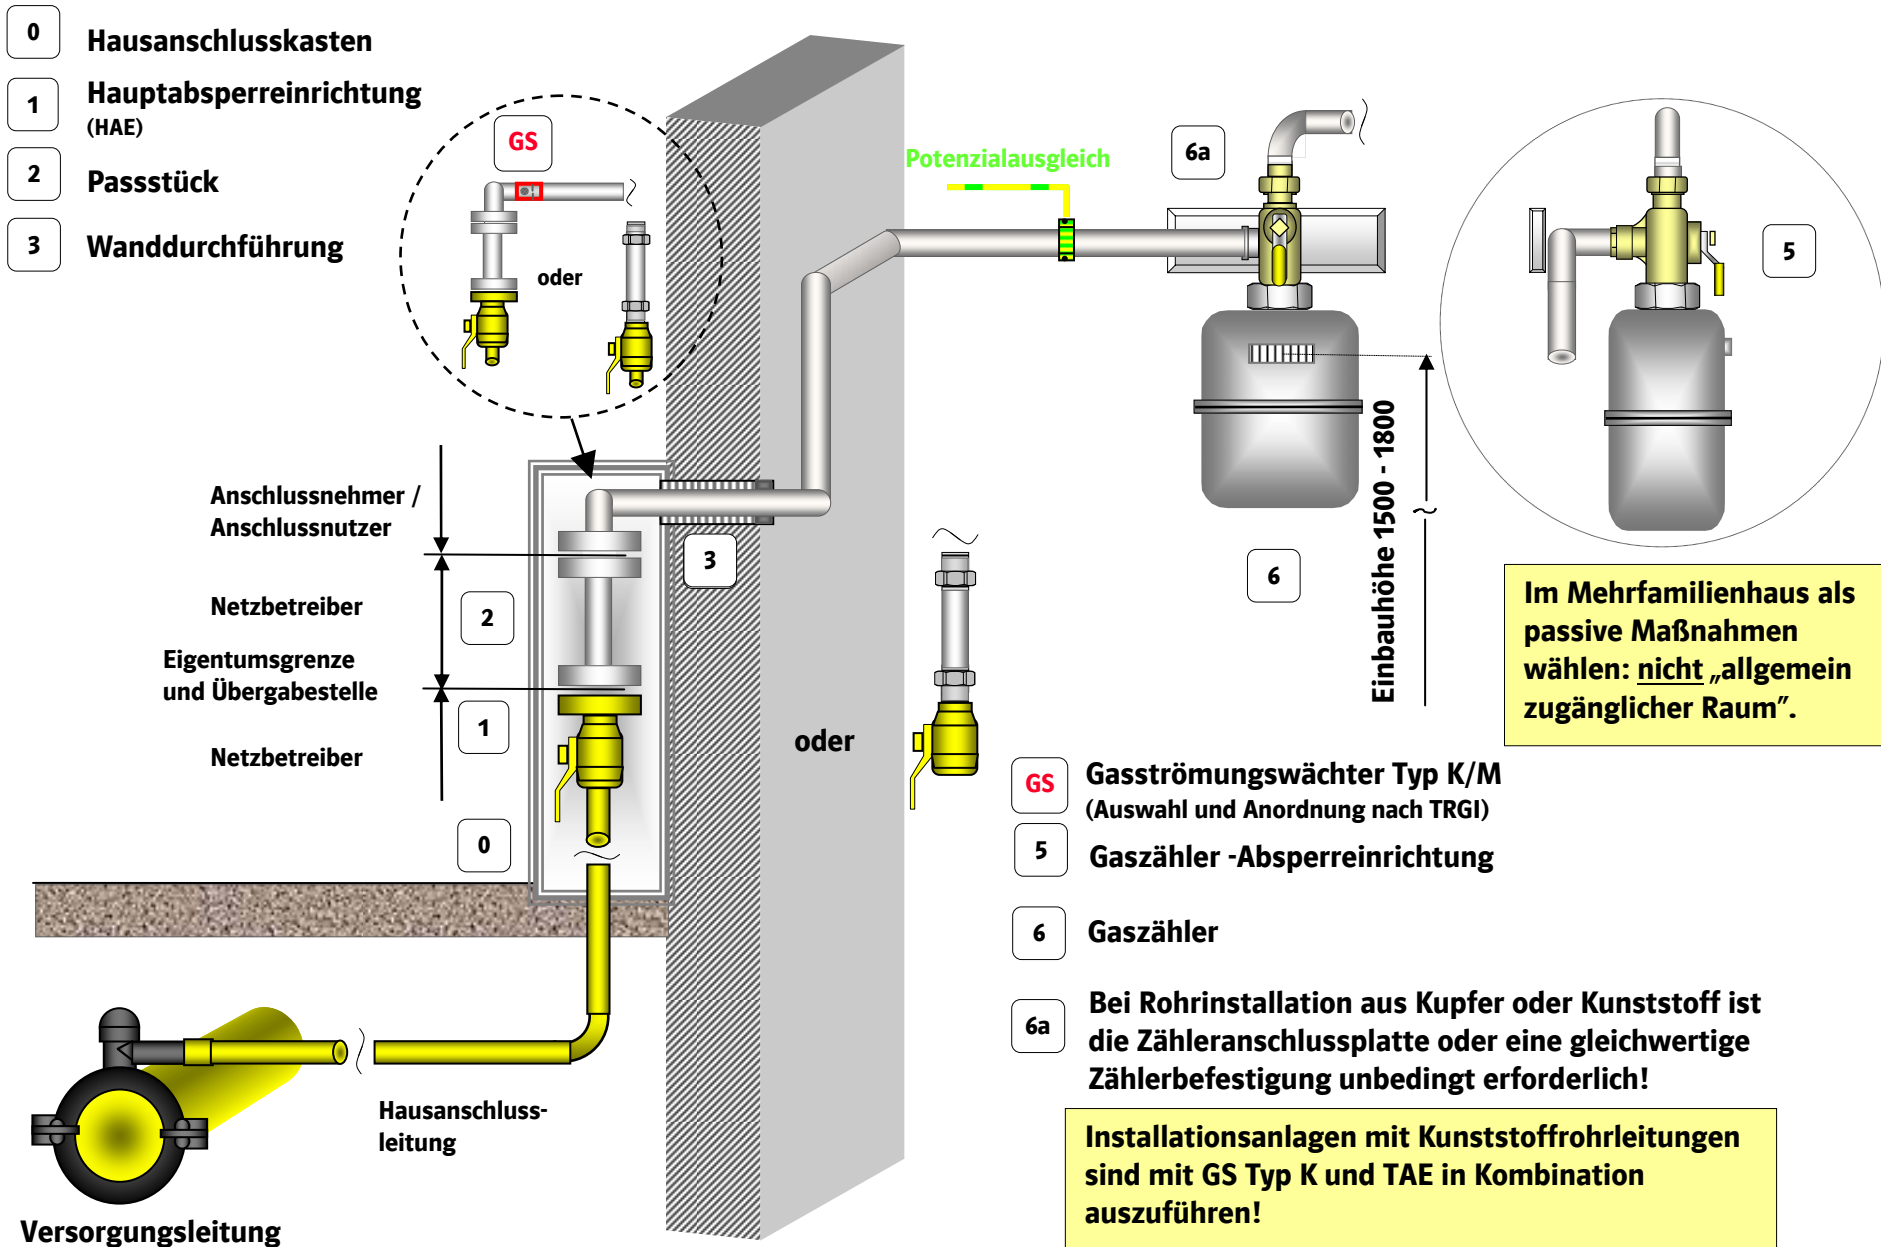 0 Hausanschlusskasten
1 Hauptabsperreinrichtung
(HAE)
2 Passstück
3 Wanddurchführung
GS
oder
Potenzialausgleich
6a
5
Einbauhöhe 1500 - 1800
6
Anschlussnehmer /
Anschlussnutzer
Netzbetreiber
Eigentumsgrenze
und Übergabestelle
Netzbetreiber
3
2
1
0
oder
Im Mehrfamilienhaus als
passive Maßnahmen
wählen: nicht „allgemein
zugänglicher Raum”.
GS Gasströmungswächter Typ K/M
(Auswahl und Anordnung nach TRGI)
5 Gaszähler -Absperreinrichtung
6 Gaszähler
6a Bei Rohrinstallation aus Kupfer oder Kunststoff ist
die Zähleranschlussplatte oder eine gleichwertige
Zählerbefestigung unbedingt erforderlich!
Installationsanlagen mit Kunststoffrohrleitungen
sind mit GS Typ K und TAE in Kombination
auszuführen!
Hausanschluss-
leitung
Versorgungsleitung